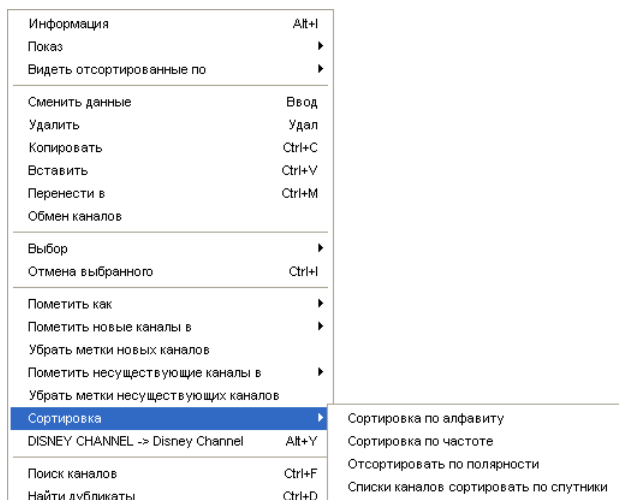 Информация Alt+I
Показ
Видеть отсортированные по
Сменить данные Ввод
Удалить Удал
Копировать Ctrl+C
Вставить Ctrl+V
Перенести в Ctrl+M
Обмен каналов
Выбор
Отмена выбранного Ctrl+I
Пометить как
Пометить новые каналы в
Убрать метки новых каналов
Пометить несуществующие каналы в
Убрать метки несуществующих каналов
Сортировка
DISNEY CHANNEL -> Disney Channel Alt+Y
Поиск каналов Ctrl+F
Найти дубликаты Ctrl+D
Сортировка по алфавиту
Сортировка по частоте
Отсортировать по полярности
Списки каналов сортировать по спутники